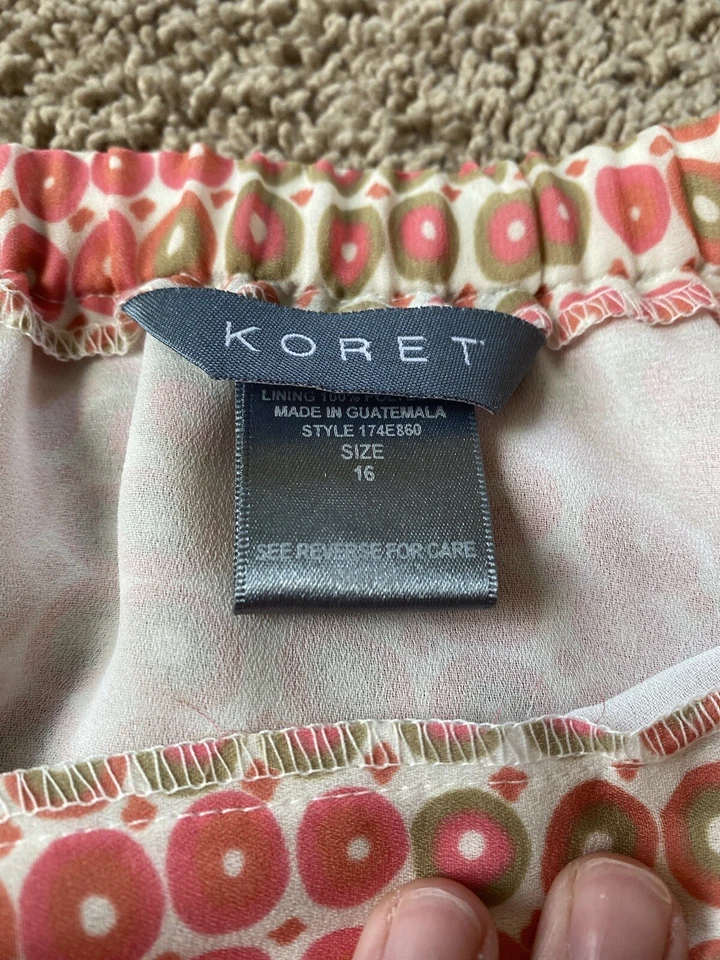 KORET
LINING 100%
MADE IN GUATEMALA
STYLE 174E860
SIZE
16
SEE REVERSE FOR CARE